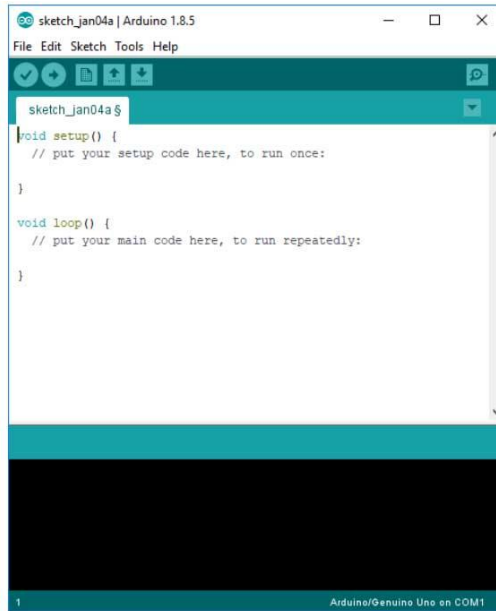 sketch_jan04a | Arduino 1.8.5
File Edit Sketch Tools Help
sketch_jan04a §
void setup() {
  // put your setup code here, to run once:
}
void loop() {
  // put your main code here, to run repeatedly:
}
1 Arduino/Genuino Uno on COM1